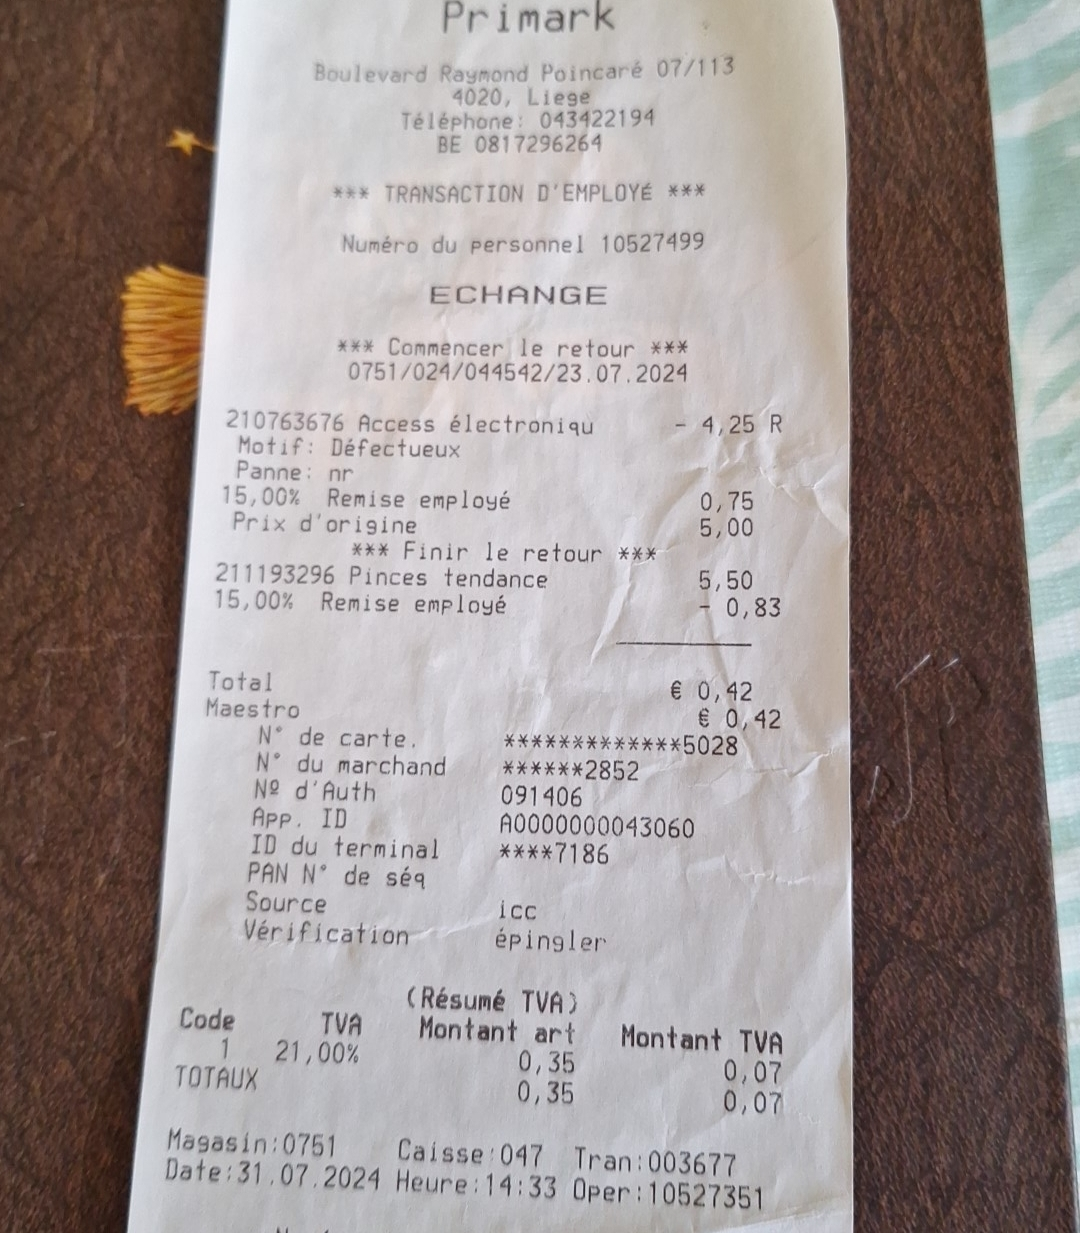 Primark
Boulevard Raymond Poincaré 07/113
4020, Liege
Téléphone: 043422194
BE 0817296264
*** TRANSACTION D'EMPLOYÉ ***
Numéro du personnel 10527499
ECHANGE
*** Commencer le retour ***
0751/024/044542/23.07.2024
210763676 Access électroniqu - 4,25 R
Motif: Défectueux
Panne: nr
15,00% Remise employé 0,75
Prix d'origine 5,00
*** Finir le retour ***
211193296 Pinces tendance 5,50
15,00% Remise employé - 0,83
Total € 0,42
Maestro € 0,42
N° de carte. *************5028
N° du marchand ******2852
Nº d'Auth 091406
App. ID A0000000043060
ID du terminal ****7186
PAN N° de séq
Source icc
Vérification épingler
(Résumé TVA)
Code TVA Montant art Montant TVA
1 21,00% 0,35 0,07
TOTAUX 0,35 0,07
Magasin:0751 Caisse:047 Tran:003677
Date:31.07.2024 Heure:14:33 Oper:10527351